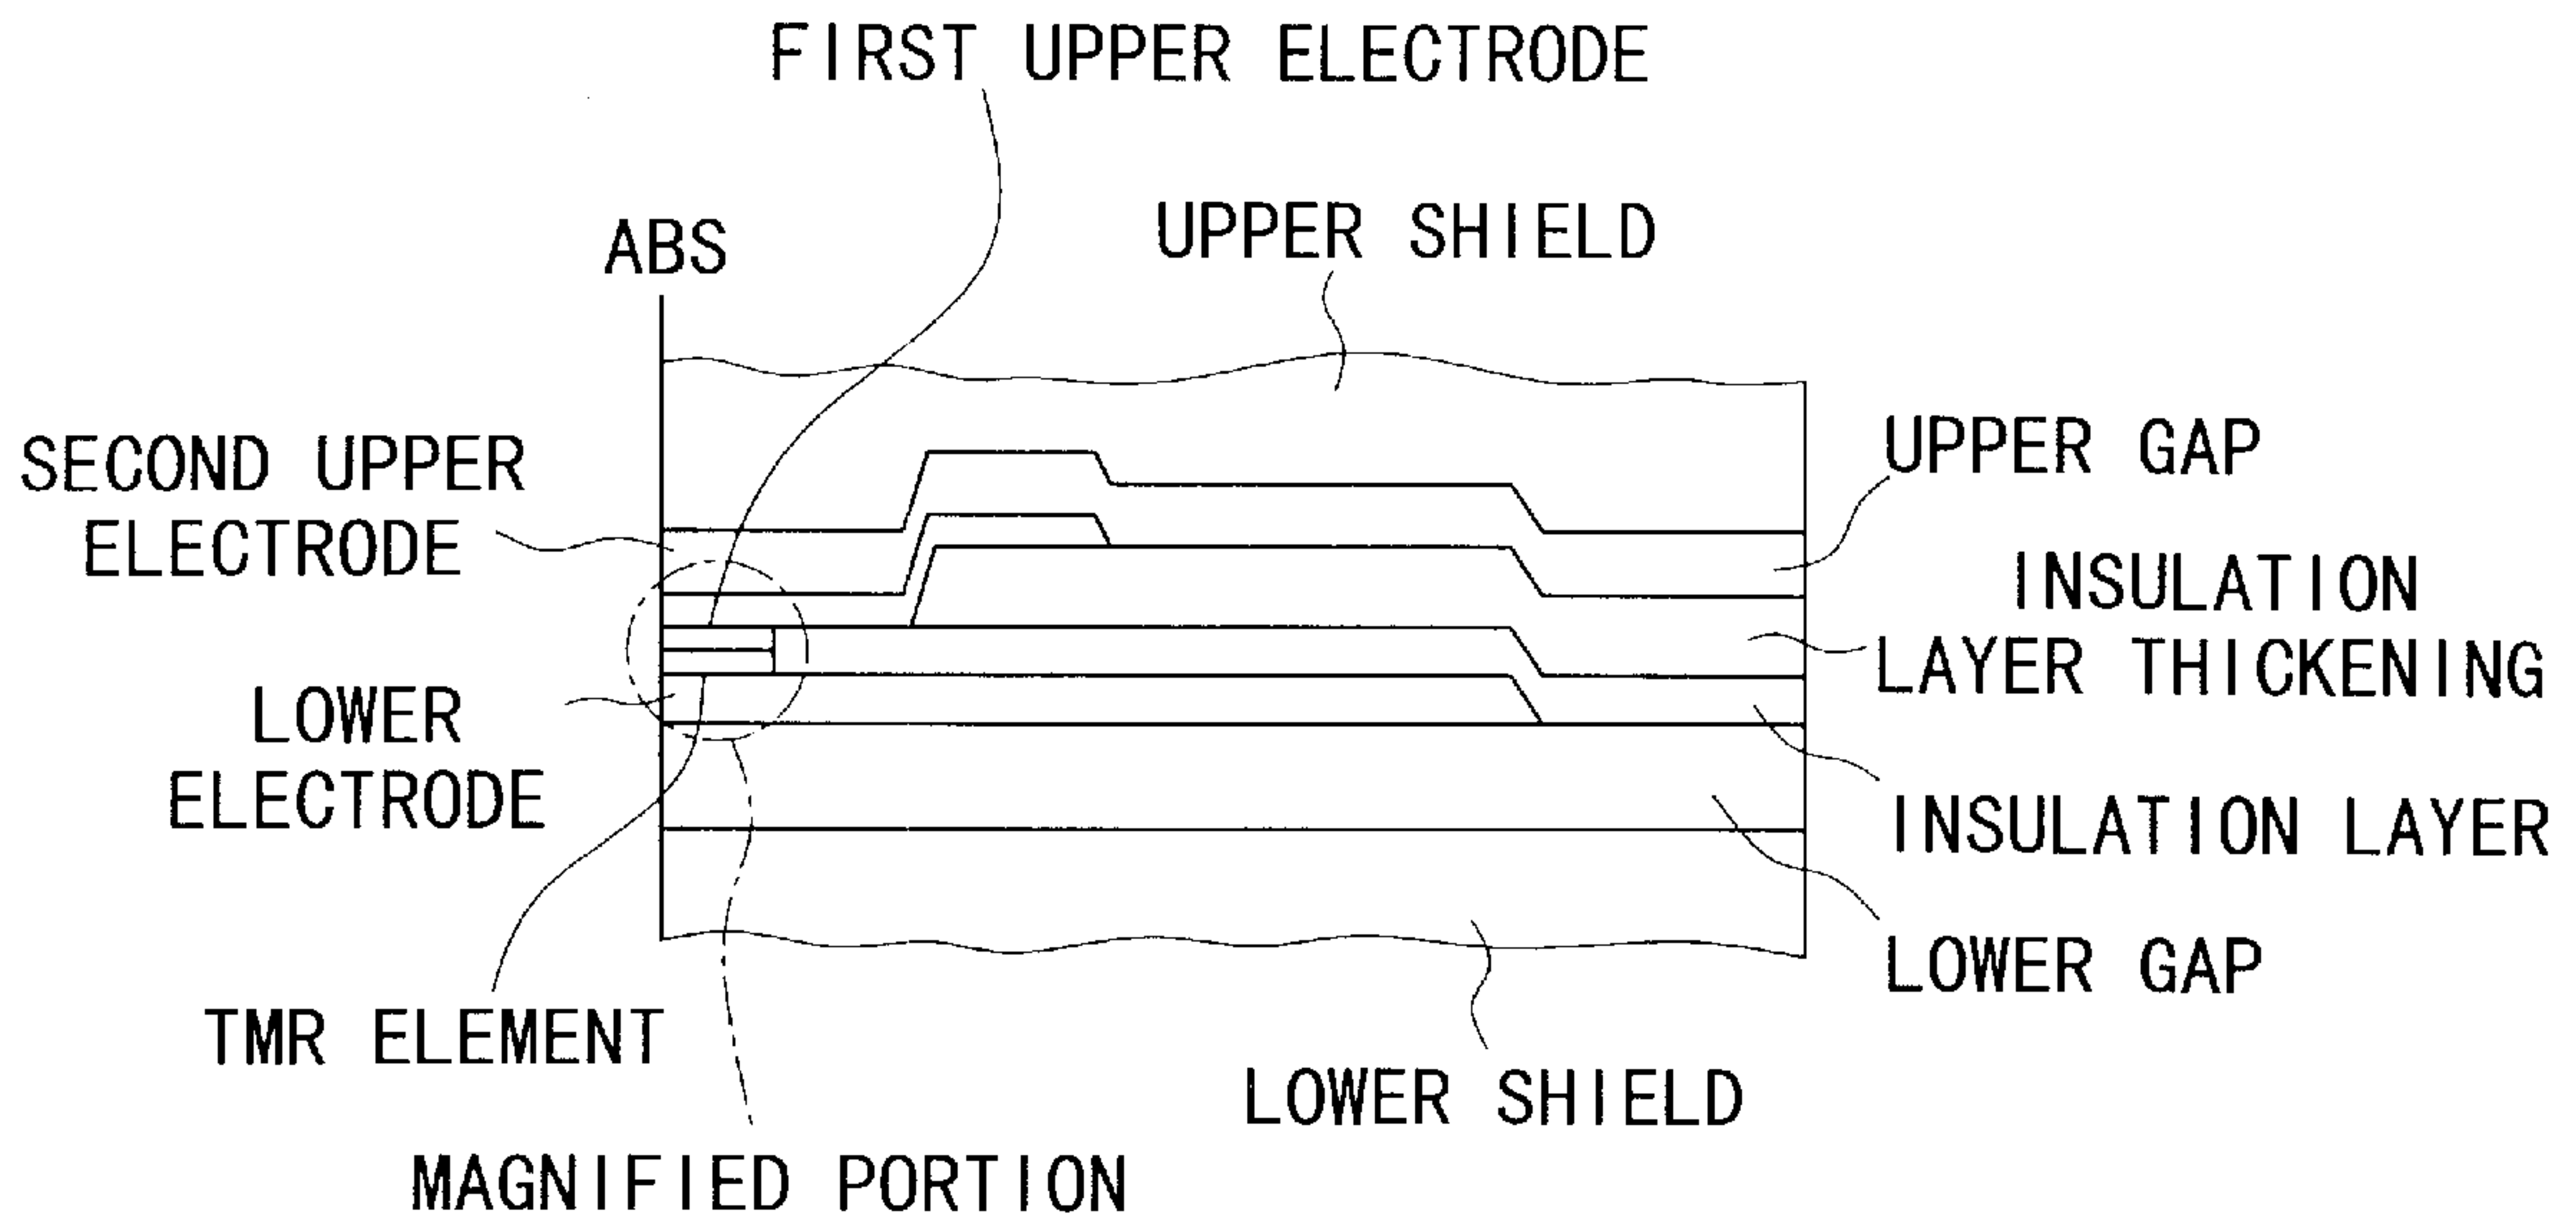 FIRST UPPER ELECTRODE
ABS
UPPER SHIELD
SECOND UPPER
ELECTRODE
UPPER GAP
INSULATION
LAYER THICKENING
LOWER
ELECTRODE
INSULATION LAYER
LOWER GAP
TMR ELEMENT
LOWER SHIELD
MAGNIFIED PORTION